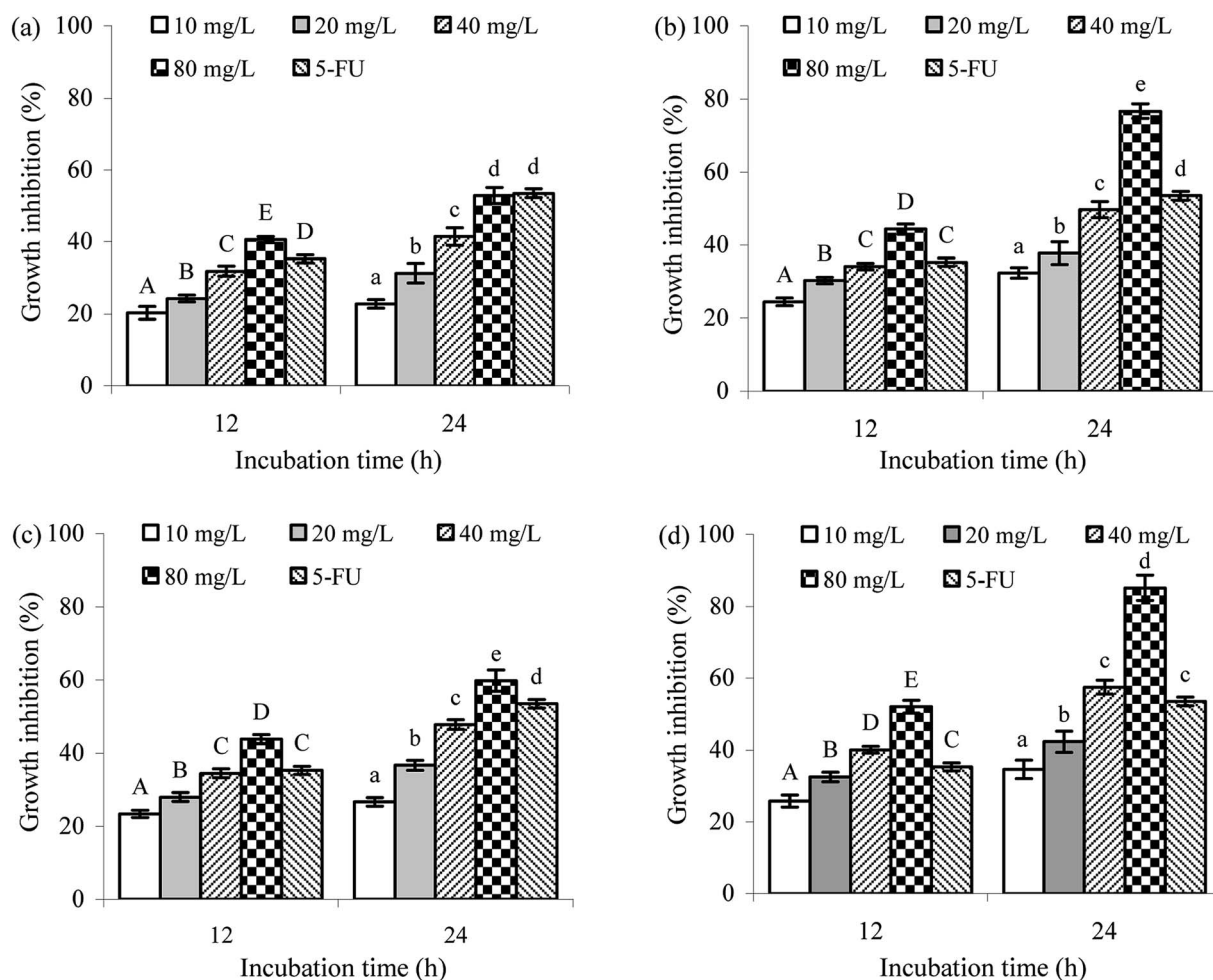 (a)
100
80
60
40
20
0
Growth inhibition (%)
10 mg/L 20 mg/L 40 mg/L
80 mg/L 5-FU
A B C E D
a b c d d
12 24
Incubation time (h)
(b)
100
80
60
40
20
0
Growth inhibition (%)
10 mg/L 20 mg/L 40 mg/L
80 mg/L 5-FU
A B C D C
a b c e d
12 24
Incubation time (h)
(c)
100
80
60
40
20
0
Growth inhibition (%)
10 mg/L 20 mg/L 40 mg/L
80 mg/L 5-FU
A B C D C
a b c e d
12 24
Incubation time (h)
(d)
100
80
60
40
20
0
Growth inhibition (%)
10 mg/L 20 mg/L 40 mg/L
80 mg/L 5-FU
A B D E C
a b c d c
12 24
Incubation time (h)